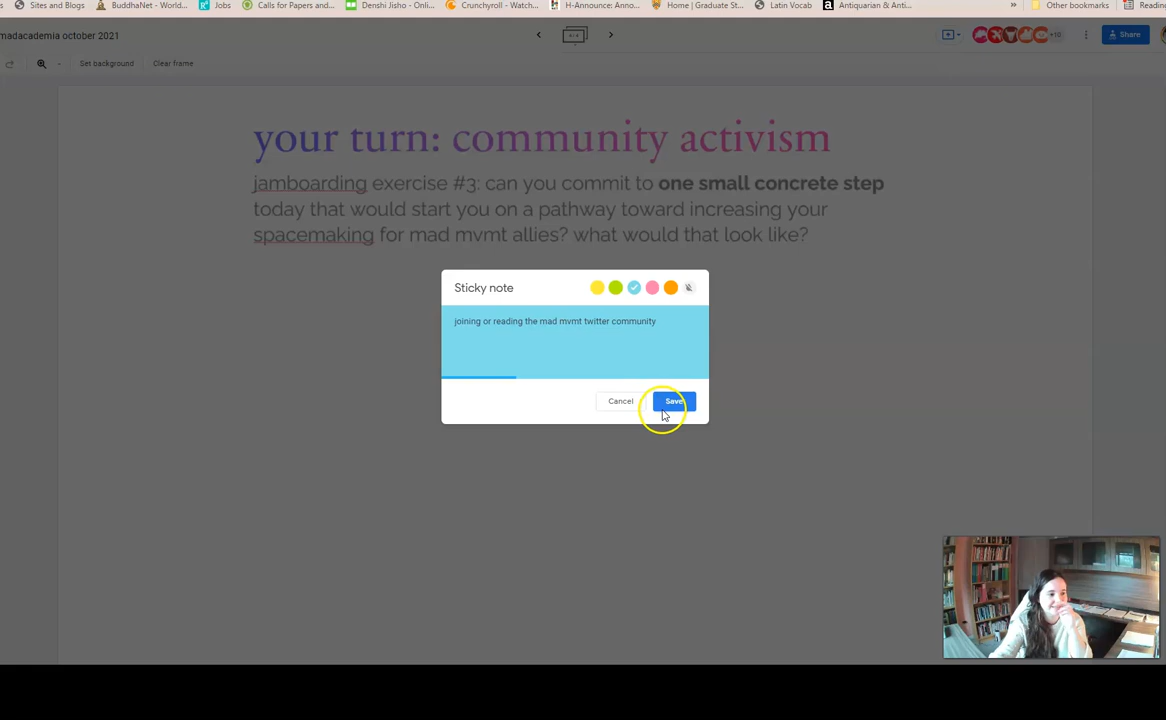 Sites and Blogs BuddhaNet - World... Jobs Calls for Papers and... Denshi Jisho - Onli... Crunchyroll - Watch... H-Announce: Anno... Home | Graduate St... Latin Vocab Antiquarian & Anti... » Other bookmarks Readin
madacademia october 2021
+10
Share
Set background Clear frame
your turn: community activism
jamboarding exercise #3: can you commit to one small concrete step
today that would start you on a pathway toward increasing your
spacemaking for mad mvmt allies? what would that look like?
Sticky note
joining or reading the mad mvmt twitter community
Cancel Save